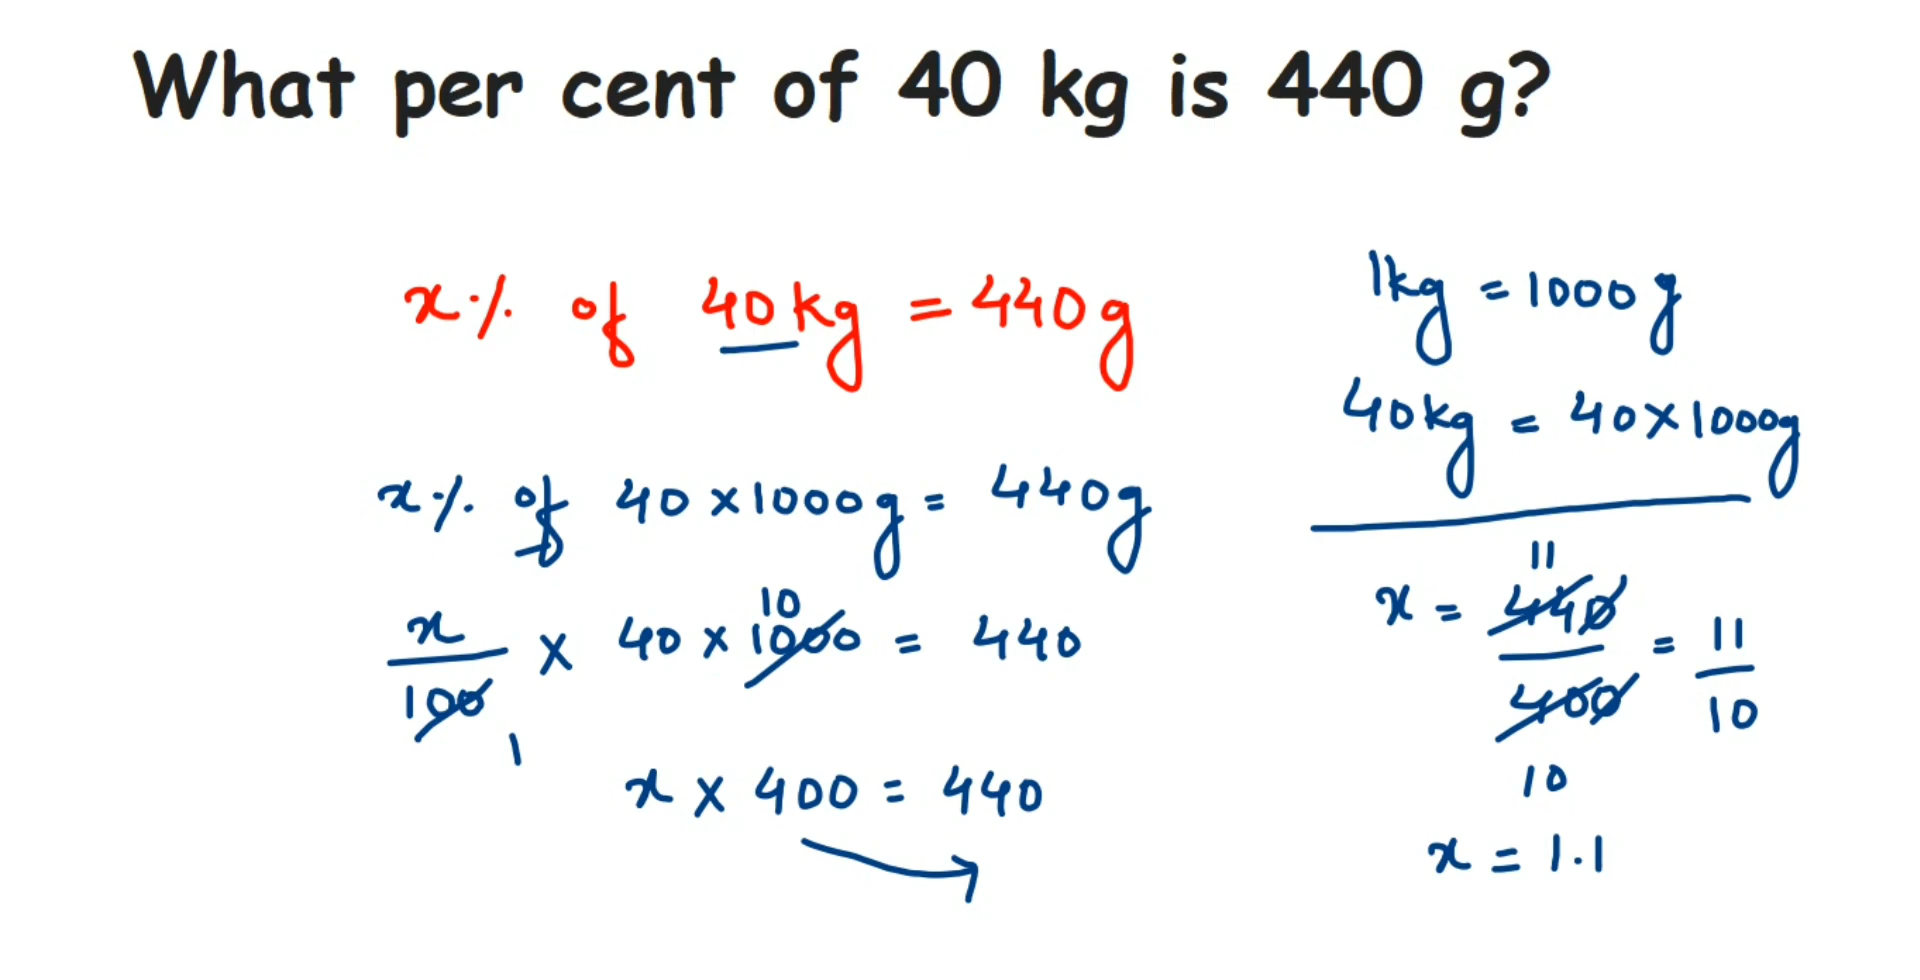 What per cent of 40 kg is 440 g?
x% of 40kg = 440g
x% of 40 × 1000g = 440g
x/100 × 40 × 1000 = 440
10
1
x × 400 = 440
1kg = 1000g
40kg = 40×1000g
x = 440/400 = 11/10
11
10
x = 1.1